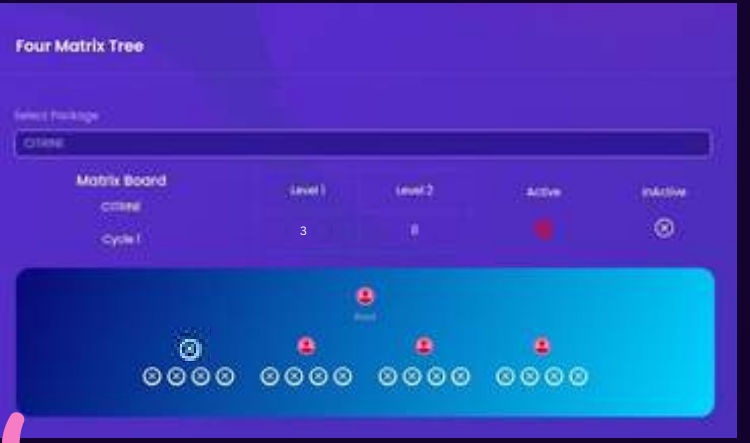 Four Matrix Tree
Select Package
CITRINE
Matrix Board
Level 1
Level 2
Active
InActive
CITRINE
Cycle 1
3
0
Root